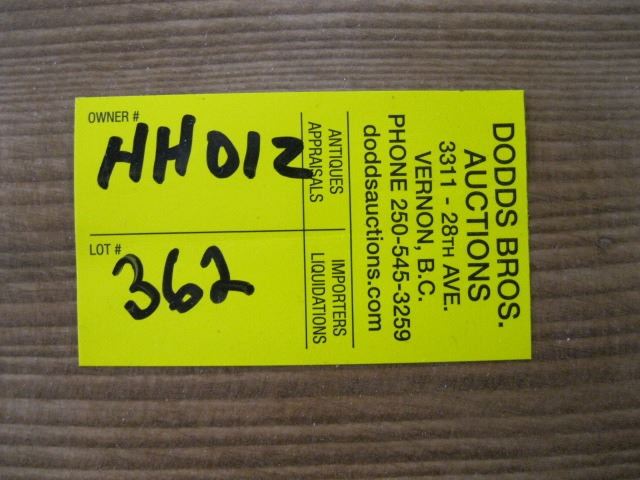 OWNER #
HH012
LOT #
362
DODDS BROS.
AUCTIONS
3311 - 28TH AVE.
VERNON, B.C.
PHONE 250-545-3259
doddsauctions.com
ANTIQUES
APPRAISALS
IMPORTERS
LIQUIDATIONS